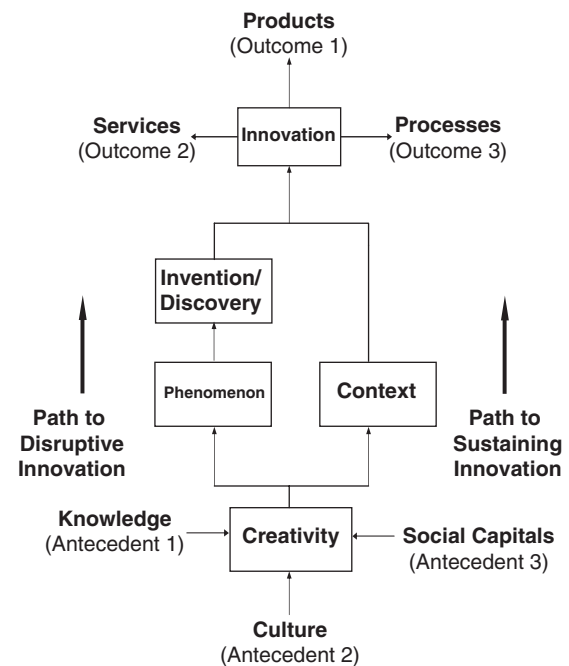 Products
(Outcome 1)
Services
(Outcome 2)
Innovation
Processes
(Outcome 3)
Invention/
Discovery
Phenomenon
Context
Path to
Disruptive
Innovation
Path to
Sustaining
Innovation
Knowledge
(Antecedent 1)
Creativity
Social Capitals
(Antecedent 3)
Culture
(Antecedent 2)